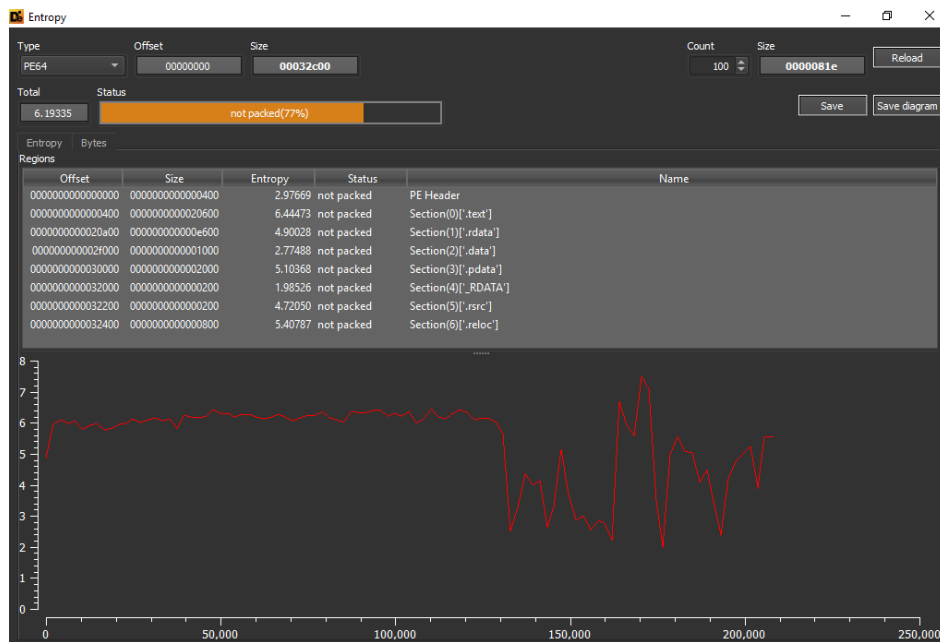 Entropy
Type Offset Size Count Size
PE64 00000000 00032c00 100 0000081e Reload
Total Status
6.19335 not packed(77%) Save Save diagram
Entropy Bytes
Regions
Offset Size Entropy Status Name
0000000000000000 0000000000000400 2.97669 not packed PE Header
0000000000000400 0000000000020600 6.44473 not packed Section(0)['.text']
0000000000020a00 000000000000e600 4.90028 not packed Section(1)['.rdata']
000000000002f000 0000000000001000 2.77488 not packed Section(2)['.data']
0000000000030000 0000000000002000 5.10368 not packed Section(3)['.pdata']
0000000000032000 0000000000000200 1.98526 not packed Section(4)['_RDATA']
0000000000032200 0000000000000200 4.72050 not packed Section(5)['.rsrc']
0000000000032400 0000000000000800 5.40787 not packed Section(6)['.reloc']
8
7
6
5
4
3
2
1
0
0 50,000 100,000 150,000 200,000 250,000